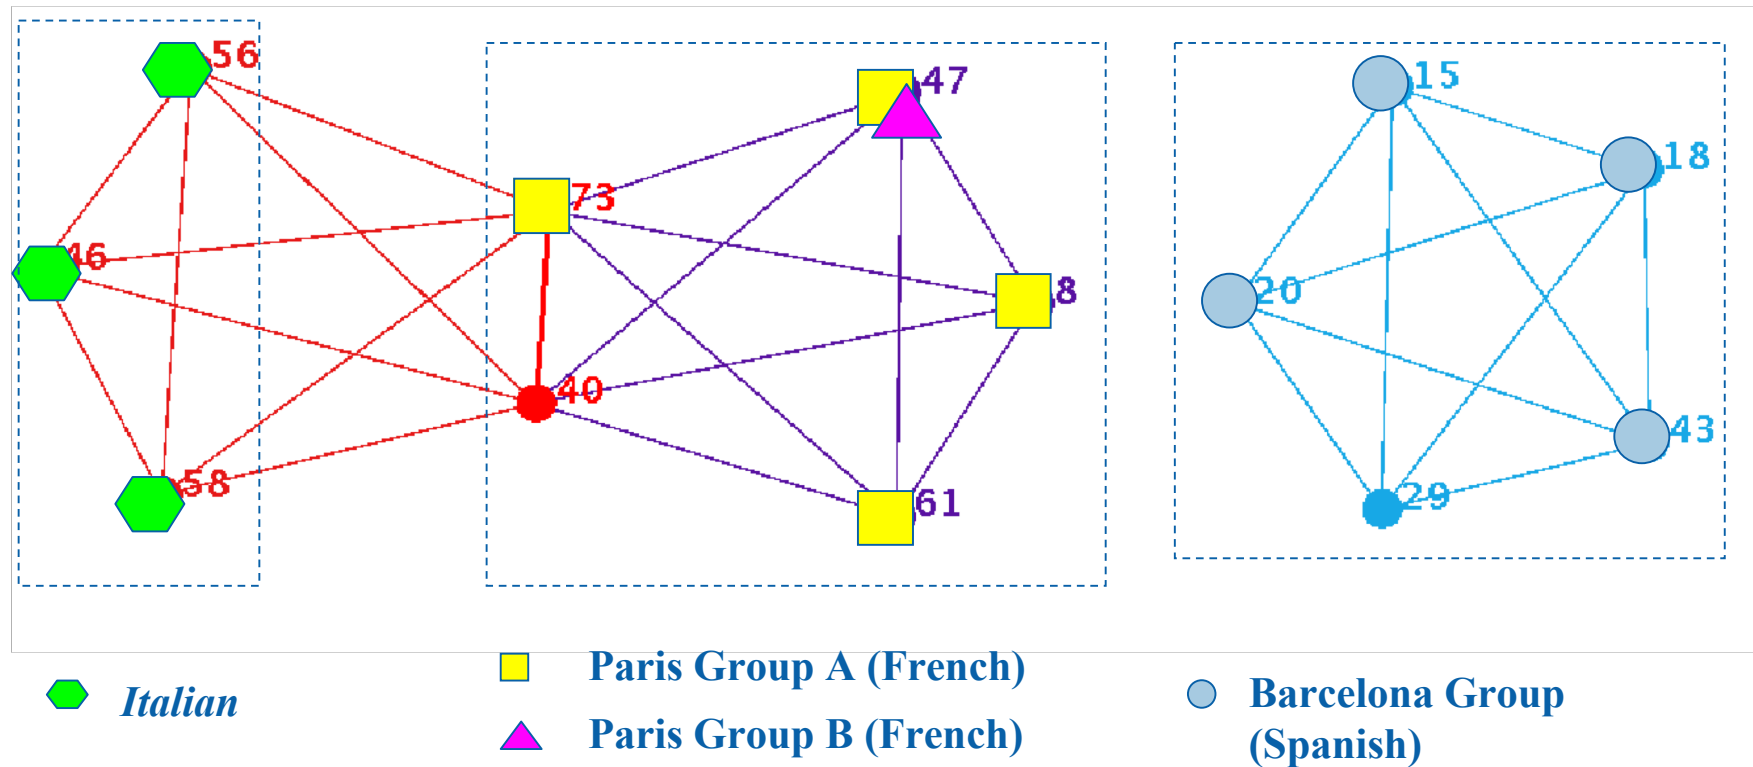 56
47
15
18
73
46
20
8
40
43
58
29
61
Italian
Paris Group A (French)
Paris Group B (French)
Barcelona Group
(Spanish)